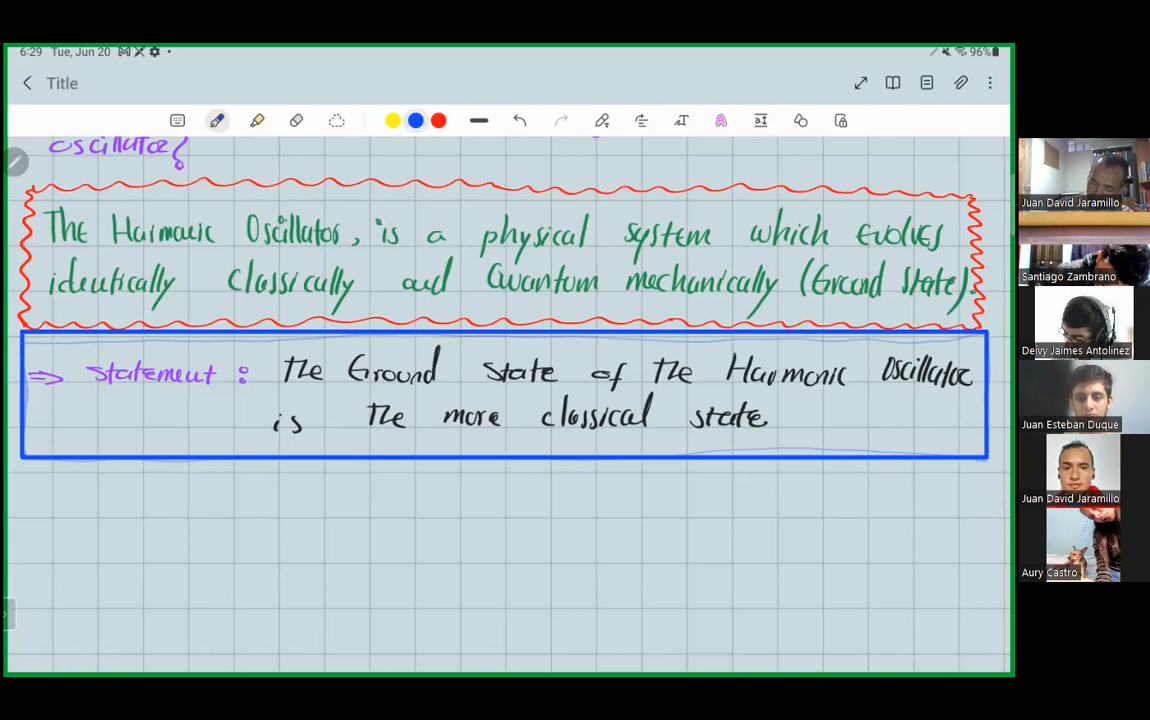 6:29 Tue, Jun 20
96%
Title
oscillator
The Harmonic Oscillator, is a physical system which evolves
identically classically and Qwantum mechanically (Ground State).
⇒ statement : The Ground state of the Harmonic Oscillator
is the more classical state
Juan David Jaramillo
Santiago Zambrano
Deivy Jaimes Antolinez
Juan Esteban Duque
Juan David Jaramillo
Aury Castro